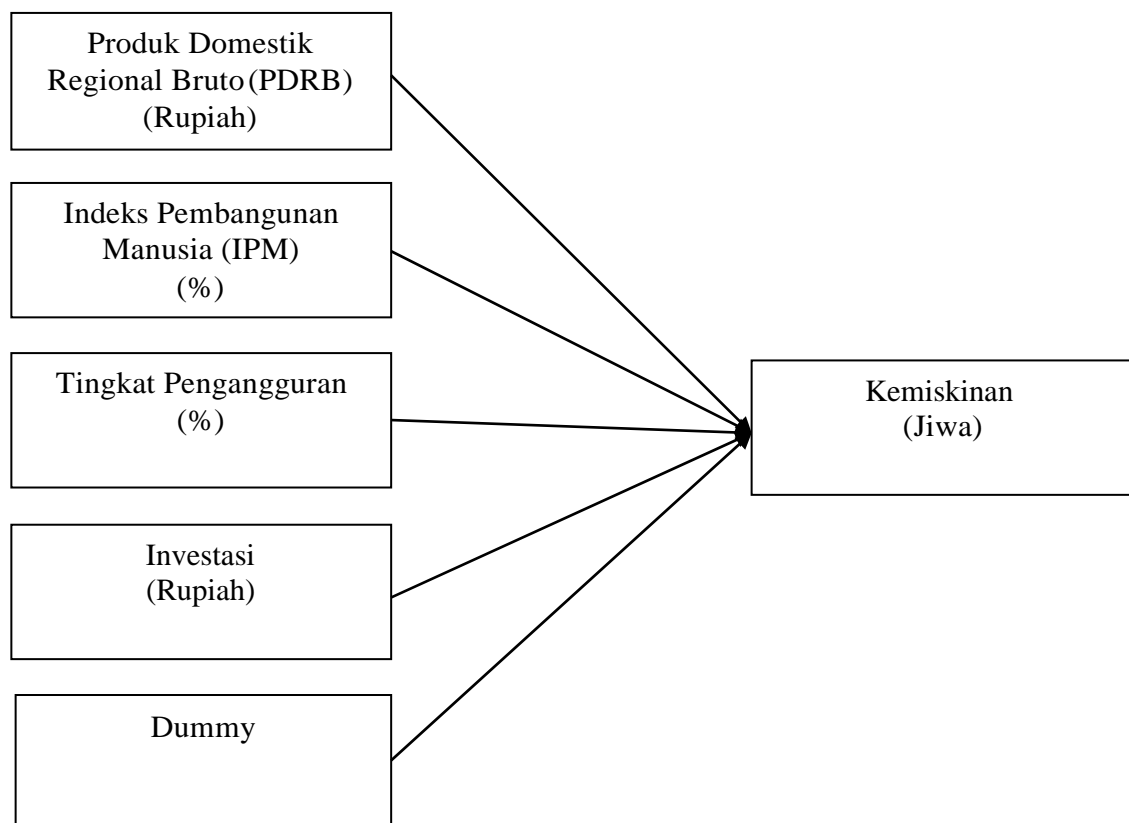 Produk Domestik
Regional Bruto (PDRB)
(Rupiah)
Indeks Pembangunan
Manusia (IPM)
(%)
Tingkat Pengangguran
(%)
Investasi
(Rupiah)
Dummy
Kemiskinan
(Jiwa)